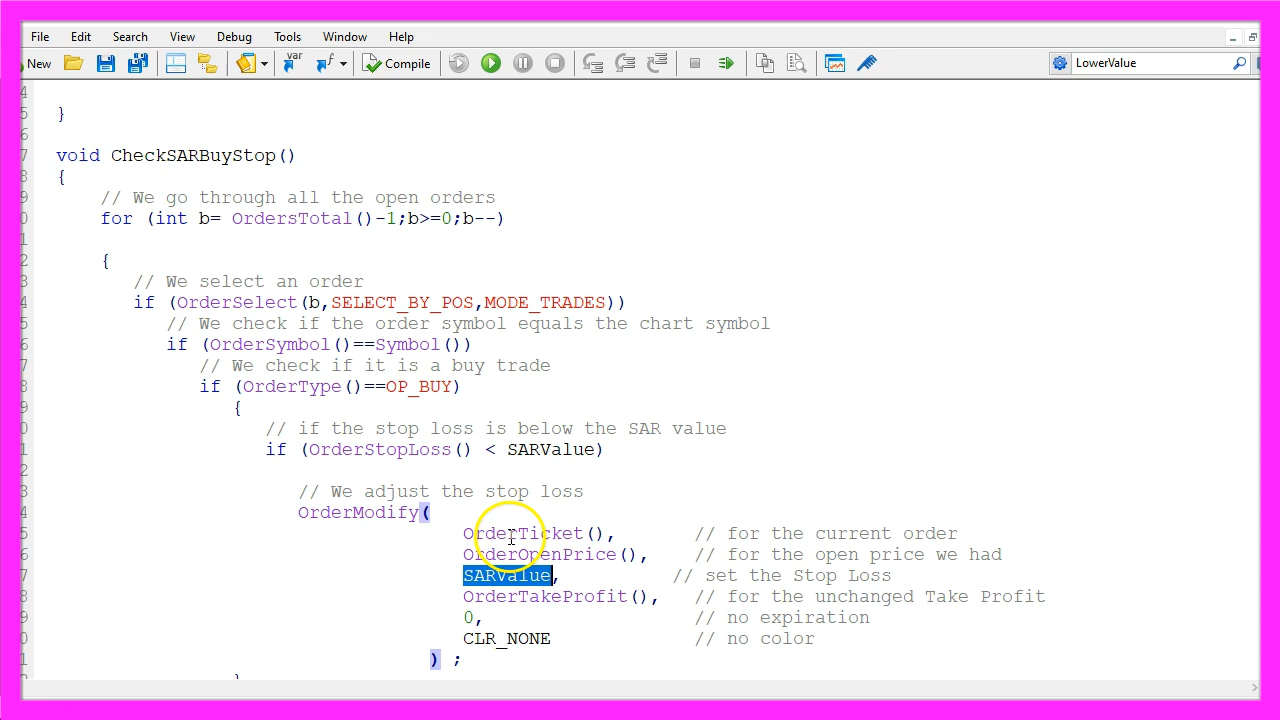 File Edit Search View Debug Tools Window Help
New Compile LowerValue
4
5 }
6
7 void CheckSARBuyStop()
8 {
9 // We go through all the open orders
0 for (int b= OrdersTotal()-1;b>=0;b--)
1
2 {
3 // We select an order
4 if (OrderSelect(b,SELECT_BY_POS,MODE_TRADES))
5 // We check if the order symbol equals the chart symbol
6 if (OrderSymbol()==Symbol())
7 // We check if it is a buy trade
8 if (OrderType()==OP_BUY)
9 {
0 // if the stop loss is below the SAR value
1 if (OrderStopLoss() < SARValue)
2
3 // We adjust the stop loss
4 OrderModify(
5 OrderTicket(), // for the current order
6 OrderOpenPrice(), // for the open price we had
7 SARValue, // set the Stop Loss
8 OrderTakeProfit(), // for the unchanged Take Profit
9 0, // no expiration
0 CLR_NONE // no color
1 ) ;